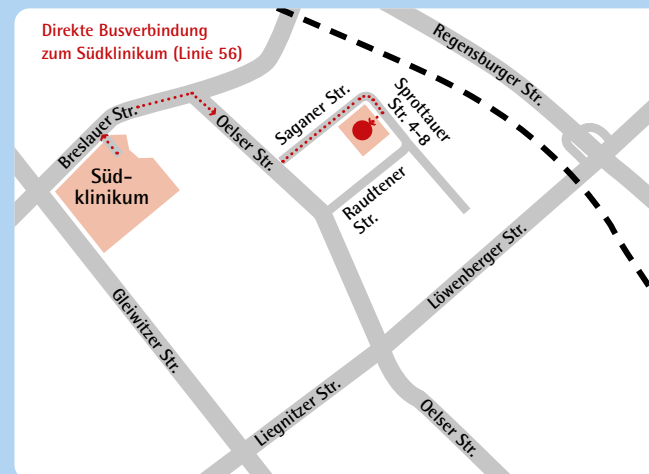 Direkte Busverbindung
zum Südklinikum (Linie 56)
Regensburger Str.
Breslauer Str.
Oelser Str.
Saganer Str.
Sprottauer
Str. 4–8
Süd-
klinikum
Raudtener
Str.
Gleiwitzer Str.
Löwenberger Str.
Liegnitzer Str.
Oelser Str.